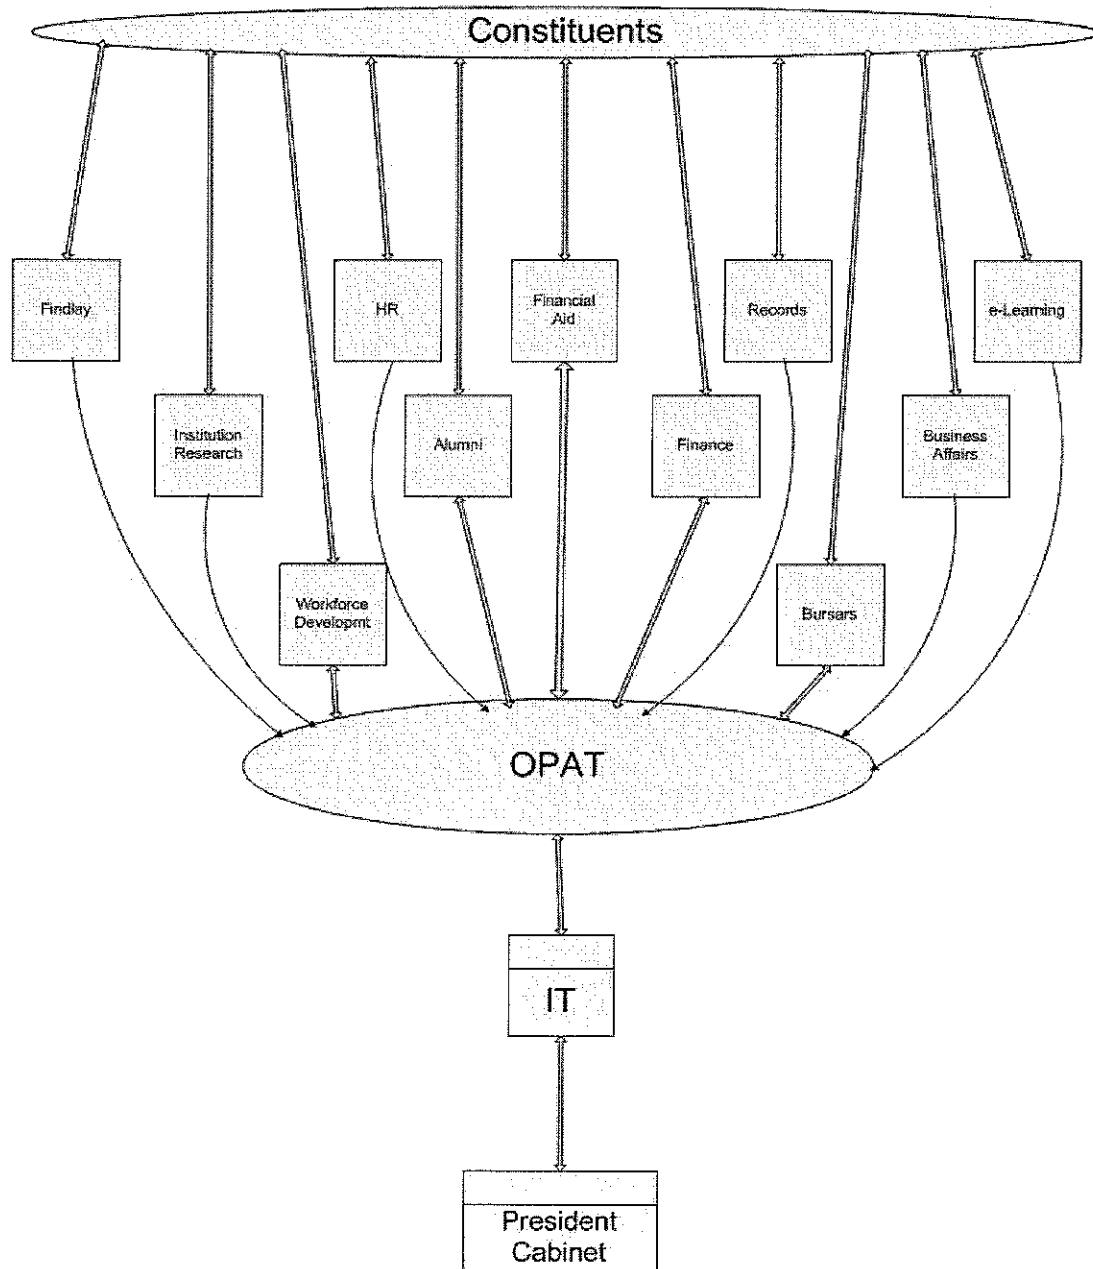 Constituents
Findlay
HR
Financial
Aid
Records
e-Learning
Institution
Research
Alumni
Finance
Business
Affairs
Workforce
Developmt
Bursars
OPAT
IT
President
Cabinet